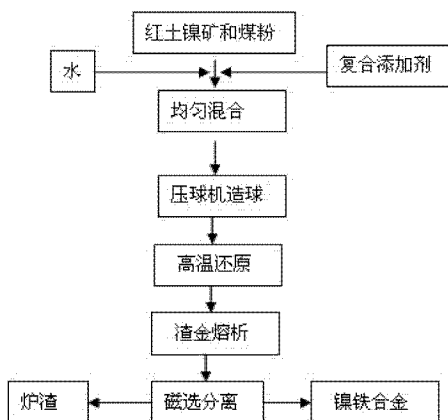 红土镍矿和煤粉
水
复合添加剂
均匀混合
压球机造球
高温还原
渣金熔析
炉渣
磁选分离
镍铁合金